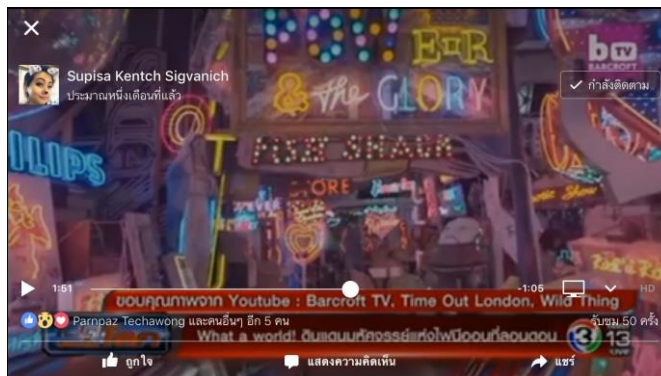 POWER
& The GLORY
bTV
BARCROFT
Supisa Kentch Sigvanich
ประมาณหนึ่งเดือนที่แล้ว
กำลังติดตาม
ILIPS
FISH SHACK
1:51
-1:05
HD
ขอบคุณภาพจาก Youtube : Barcroft TV, Time Out London, Wild Thing
Parnpaz Techawong และคนอื่นๆ อีก 5 คน
รับชม 50 ครั้ง
What a world! ดินแดนมหัศจรรย์แห่งไฟนีออนที่ลอนดอน
3
13
LIVE
ถูกใจ
แสดงความคิดเห็น
แชร์